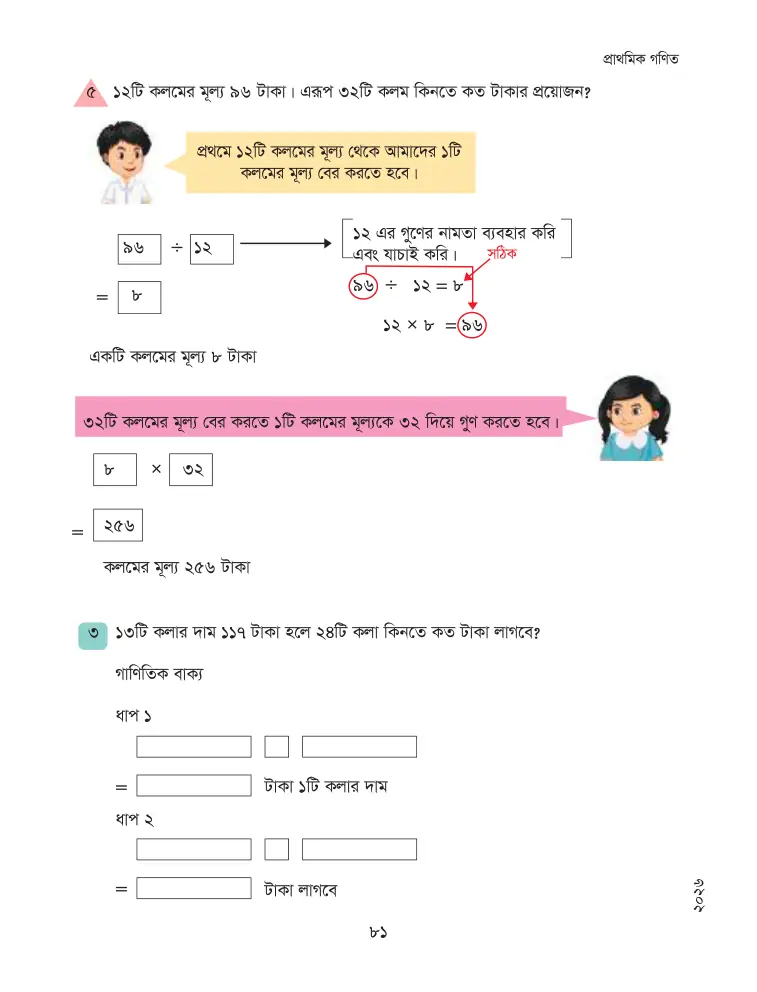 প্রাথমিক গণিত
৫ ১২টি কলমের মূল্য ৯৬ টাকা। এরূপ ৩২টি কলম কিনতে কত টাকার প্রয়োজন?
প্রথমে ১২টি কলমের মূল্য থেকে আমাদের ১টি
কলমের মূল্য বের করতে হবে।
৯৬ ÷ ১২
১২ এর গুণের নামতা ব্যবহার করি
এবং যাচাই করি।
সঠিক
= ৮
৯৬ ÷ ১২ = ৮
১২ × ৮ = ৯৬
একটি কলমের মূল্য ৮ টাকা
৩২টি কলমের মূল্য বের করতে ১টি কলমের মূল্যকে ৩২ দিয়ে গুণ করতে হবে।
৮ × ৩২
= ২৫৬
কলমের মূল্য ২৫৬ টাকা
৩ ১৩টি কলার দাম ১১৭ টাকা হলে ২৪টি কলা কিনতে কত টাকা লাগবে?
গাণিতিক বাক্য
ধাপ ১
= টাকা ১টি কলার দাম
ধাপ ২
= টাকা লাগবে
২০২৬
৮১